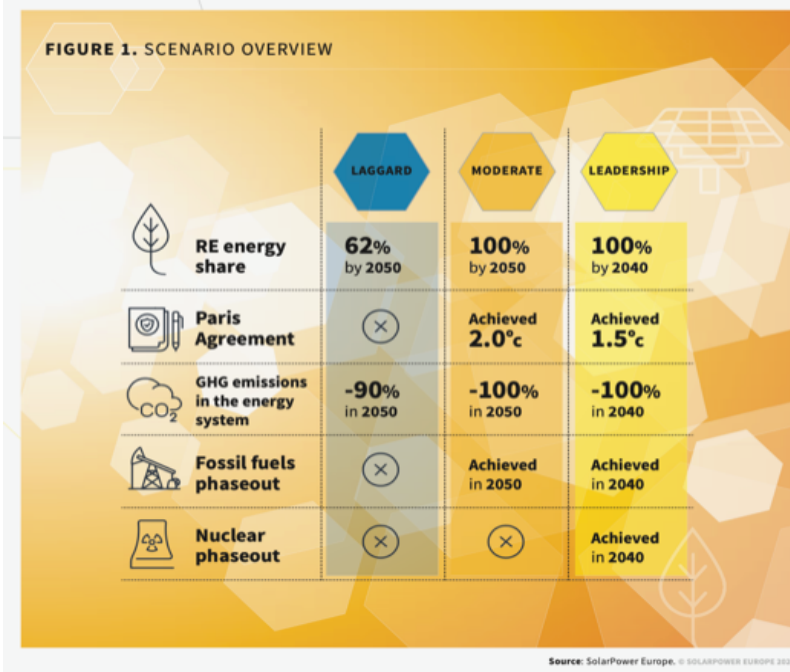 FIGURE 1. SCENARIO OVERVIEW
LAGGARD
MODERATE
LEADERSHIP
RE energy
share
62%
by 2050
100%
by 2050
100%
by 2040
Paris
Agreement
Achieved
2.0°c
Achieved
1.5°c
CO2
GHG emissions
in the energy
system
-90%
in 2050
-100%
in 2050
-100%
in 2040
Fossil fuels
phaseout
Achieved
in 2050
Achieved
in 2040
Nuclear
phaseout
Achieved
in 2040
Source: SolarPower Europe. © SOLARPOWER EUROPE